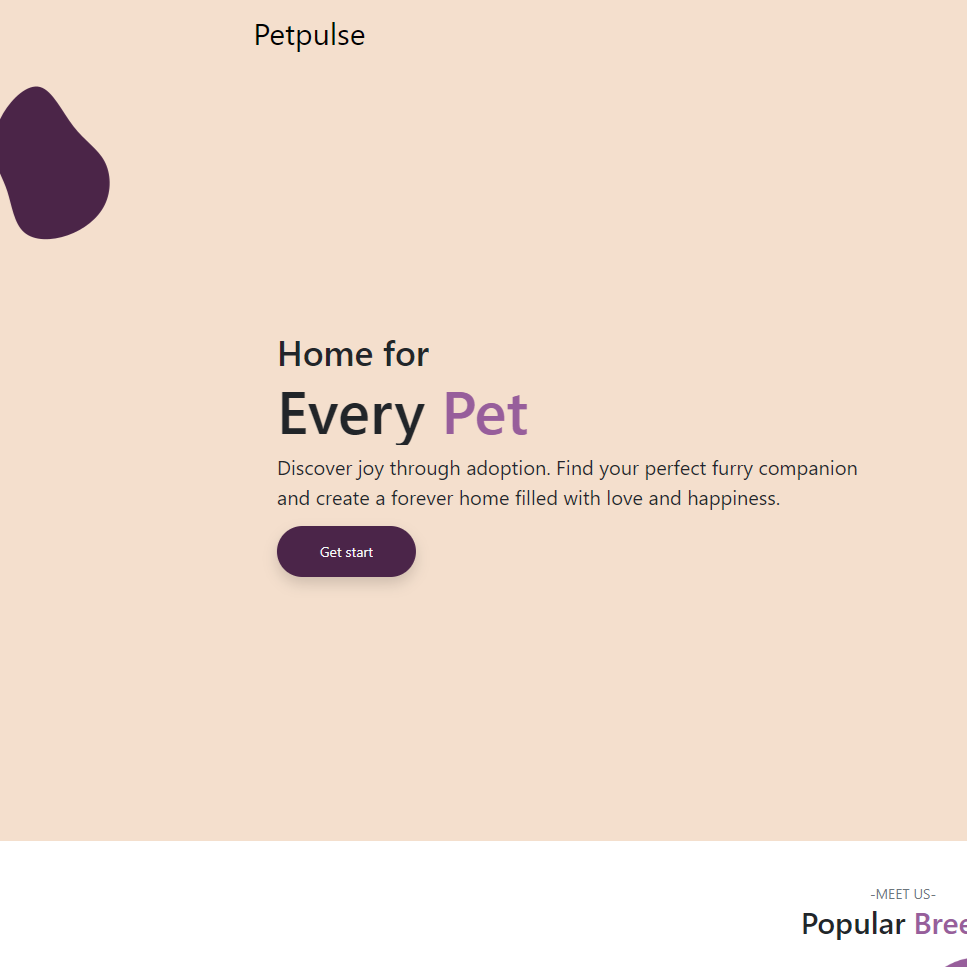 Petpulse
Home for
Every Pet
Discover joy through adoption. Find your perfect furry companion
and create a forever home filled with love and happiness.
Get start
-MEET US-
Popular Bree